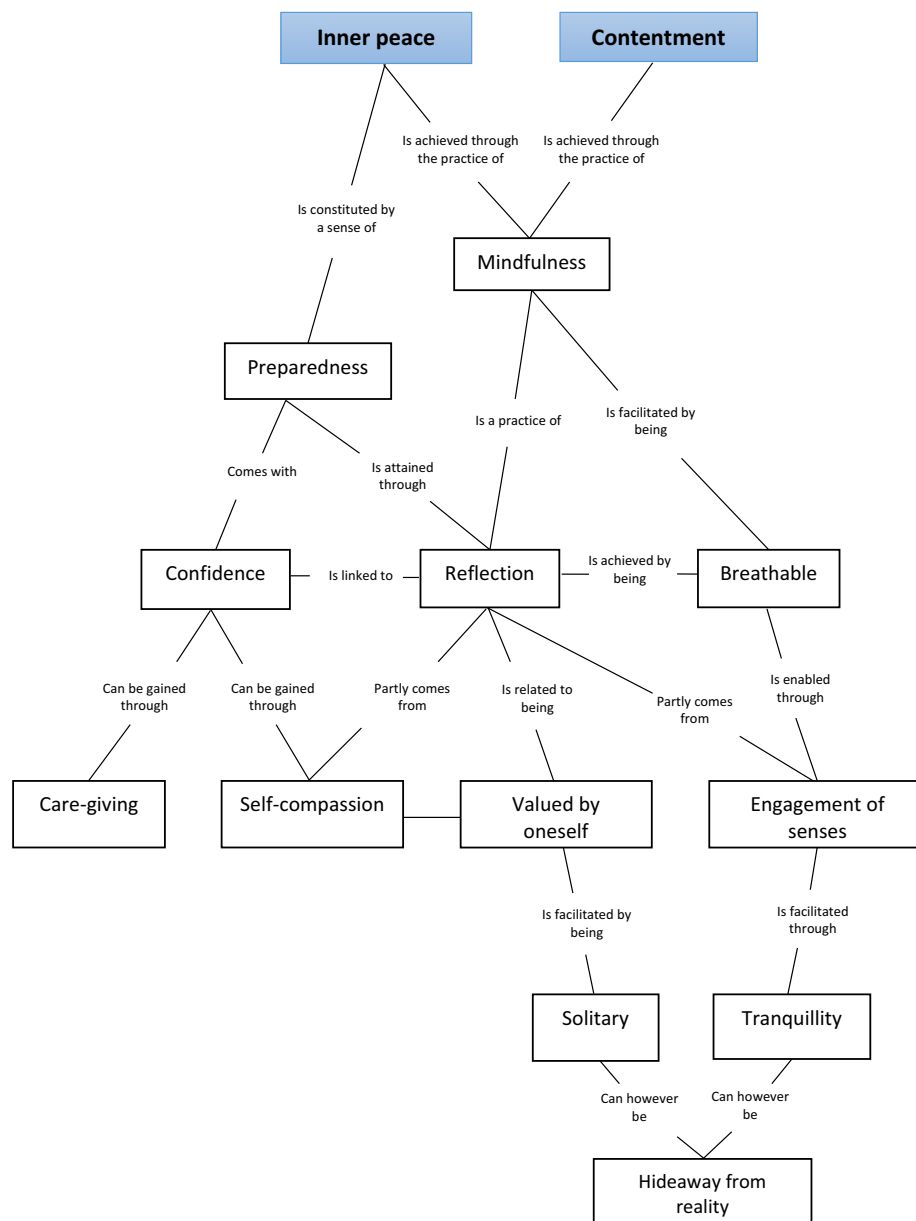 Inner peace
Contentment
Is achieved through
the practice of
Is achieved through
the practice of
Is constituted by
a sense of
Mindfulness
Preparedness
Is a practice of
Is facilitated by
being
Comes with
Is attained
through
Confidence
Is linked to
Reflection
Is achieved by
being
Breathable
Can be gained
through
Can be gained
through
Partly comes
from
Is related to
being
Partly comes
from
Is enabled
through
Care-giving
Self-compassion
Valued by
oneself
Engagement of
senses
Is facilitated by
being
Is facilitated
through
Solitary
Tranquillity
Can however
be
Can however
be
Hideaway from
reality